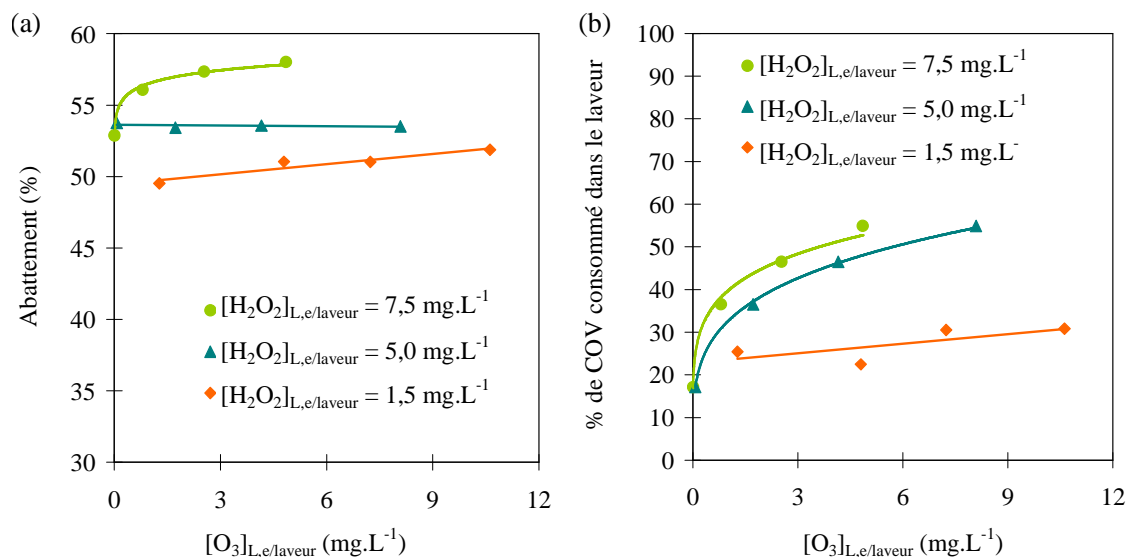 (a)
60
55
50
45
40
35
30
0
3
6
9
12
Abattement (%)
[O3]L,e/laveur (mg.L-1)
[H2O2]L,e/laveur = 7,5 mg.L-1
[H2O2]L,e/laveur = 5,0 mg.L-1
[H2O2]L,e/laveur = 1,5 mg.L-1
(b)
100
90
80
70
60
50
40
30
20
10
0
0
3
6
9
12
% de COV consommé dans le laveur
[O3]L,e/laveur (mg.L-1)
[H2O2]L,e/laveur = 7,5 mg.L-1
[H2O2]L,e/laveur = 5,0 mg.L-1
[H2O2]L,e/laveur = 1,5 mg.L-